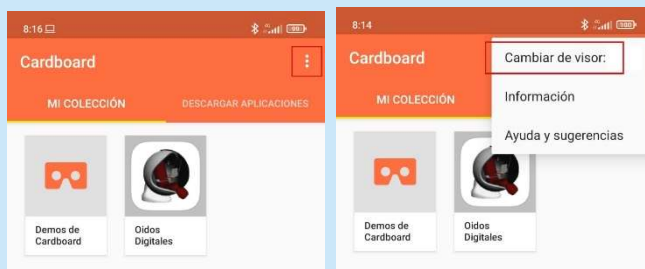 8:16
Cardboard
MI COLECCIÓN DESCARGAR APLICACIONES
Demos de
Cardboard
Oidos
Digitales
8:14
Cardboard
Cambiar de visor:
MI COLECCIÓN
Información
Ayuda y sugerencias
Demos de
Cardboard
Oidos
Digitales